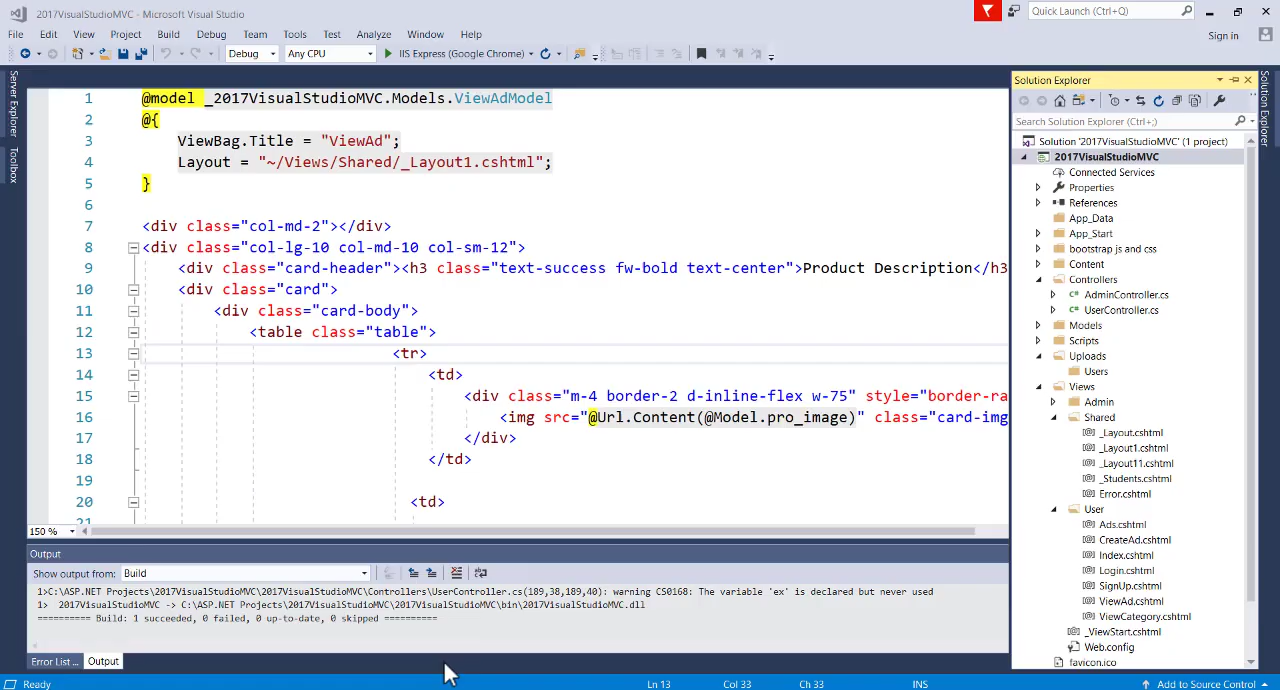 2017VisualStudioMVC - Microsoft Visual Studio
Quick Launch (Ctrl+Q)
File Edit View Project Build Debug Team Tools Test Analyze Window Help
Sign in
Debug Any CPU IIS Express (Google Chrome)
Server Explorer
Toolbox
1 @model _2017VisualStudioMVC.Models.ViewAdModel
2 @{
3 ViewBag.Title = "ViewAd";
4 Layout = "~/Views/Shared/_Layout1.cshtml";
5 }
6
7 <div class="col-md-2"></div>
8 <div class="col-lg-10 col-md-10 col-sm-12">
9 <div class="card-header"><h3 class="text-success fw-bold text-center">Product Description</h3
10 <div class="card">
11 <div class="card-body">
12 <table class="table">
13 <tr>
14 <td>
15 <div class="m-4 border-2 d-inline-flex w-75" style="border-ra
16 <img src="@Url.Content(@Model.pro_image)" class="card-img
17 </div>
18 </td>
19
20 <td>
21
150 %
Output
Show output from: Build
1>C:\ASP.NET Projects\2017VisualStudioMVC\2017VisualStudioMVC\Controllers\UserController.cs(189,38,189,40): warning CS0168: The variable 'ex' is declared but never used
1> 2017VisualStudioMVC -> C:\ASP.NET Projects\2017VisualStudioMVC\2017VisualStudioMVC\bin\2017VisualStudioMVC.dll
========== Build: 1 succeeded, 0 failed, 0 up-to-date, 0 skipped ==========
Error List ... Output
Solution Explorer
Search Solution Explorer (Ctrl+;)
Solution '2017VisualStudioMVC' (1 project)
2017VisualStudioMVC
Connected Services
Properties
References
App_Data
App_Start
bootstrap js and css
Content
Controllers
AdminController.cs
UserController.cs
Models
Scripts
Uploads
Users
Views
Admin
Shared
_Layout.cshtml
_Layout1.cshtml
_Layout11.cshtml
_Students.cshtml
Error.cshtml
User
Ads.cshtml
CreateAd.cshtml
Index.cshtml
Login.cshtml
SignUp.cshtml
ViewAd.cshtml
ViewCategory.cshtml
_ViewStart.cshtml
Web.config
favicon.ico
Solution Explorer
Ready Ln 13 Col 33 Ch 33 INS Add to Source Control